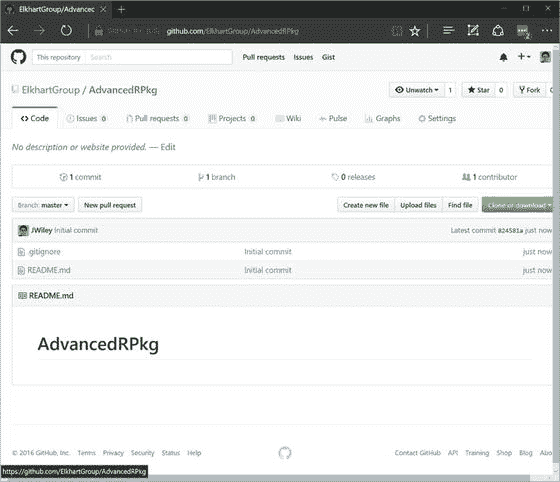 ElkhartGroup/Advancec
github.com/ElkhartGroup/AdvancedRPkg
This repository Search Pull requests Issues Gist
ElkhartGroup / AdvancedRPkg Unwatch 1 Star 0 Fork
Code Issues 0 Pull requests 0 Projects 0 Wiki Pulse Graphs Settings
No description or website provided. — Edit
1 commit 1 branch 0 releases 1 contributor
Branch: master New pull request Create new file Upload files Find file Clone or download
JWiley Initial commit Latest commit 824581a just now
.gitignore Initial commit just now
README.md Initial commit just now
README.md
AdvancedRPkg
© 2016 GitHub, Inc. Terms Privacy Security Status Help Contact GitHub API Training Shop Blog Abo
https://github.com/ElkhartGroup/AdvancedRPkg